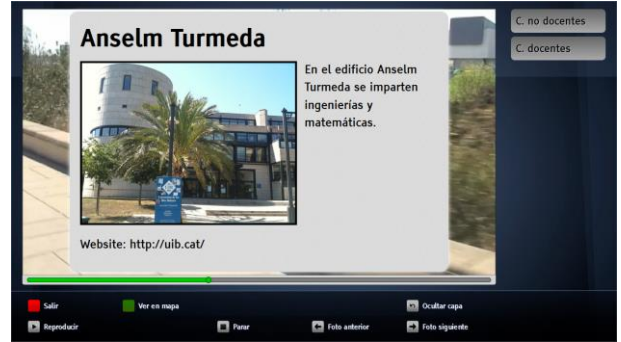 Anselm Turmeda
En el edificio Anselm
Turmeda se imparten
ingenierías y
matemáticas.
Website: http://uib.cat/
C. no docentes
C. docentes
Salir
Ver en mapa
Ocultar capa
Reproducir
Parar
Foto anterior
Foto siguiente